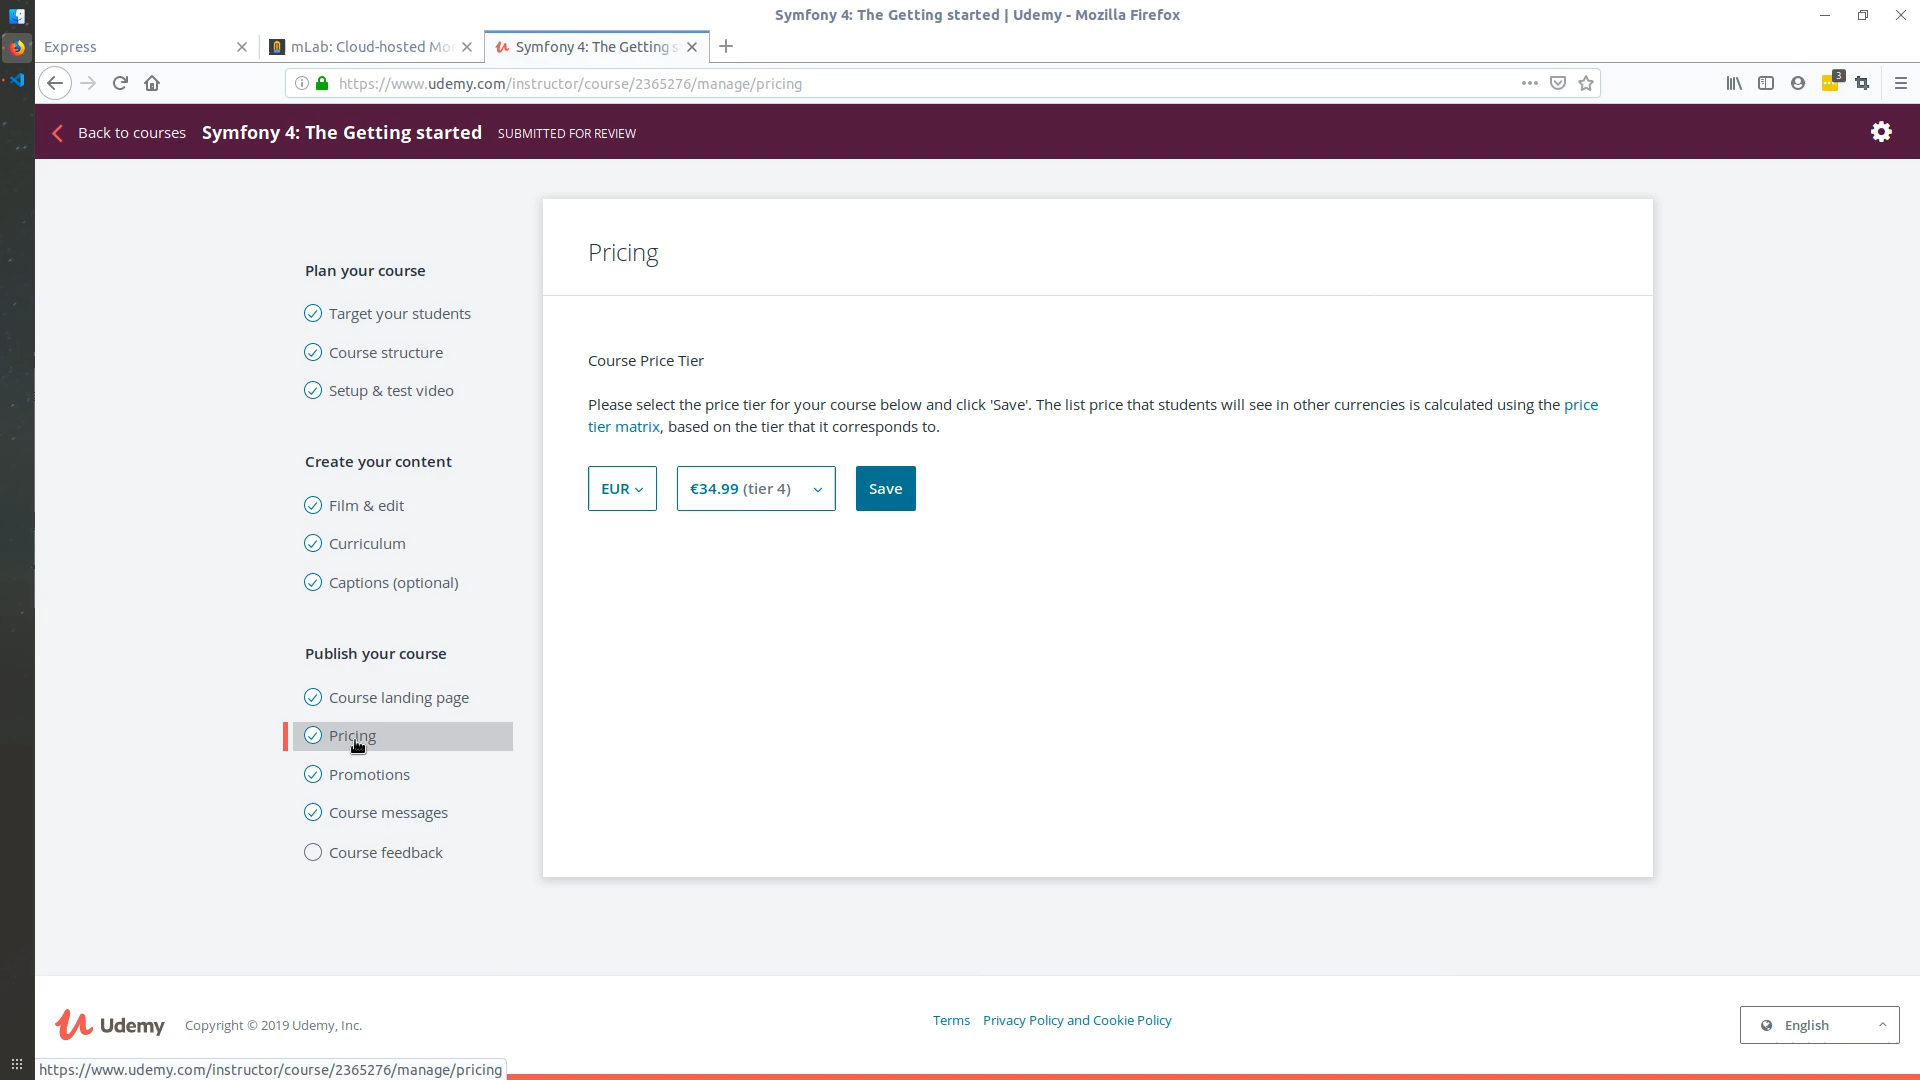 Symfony 4: The Getting started | Udemy - Mozilla Firefox
Express
mLab: Cloud-hosted Mo
Symfony 4: The Getting s
https://www.udemy.com/instructor/course/2365276/manage/pricing
3
Back to courses
Symfony 4: The Getting started
SUBMITTED FOR REVIEW
Plan your course
Target your students
Course structure
Setup & test video
Create your content
Film & edit
Curriculum
Captions (optional)
Publish your course
Course landing page
Pricing
Promotions
Course messages
Course feedback
Pricing
Course Price Tier
Please select the price tier for your course below and click 'Save'. The list price that students will see in other currencies is calculated using the price
tier matrix, based on the tier that it corresponds to.
EUR
€34.99 (tier 4)
Save
Udemy
Copyright © 2019 Udemy, Inc.
Terms
Privacy Policy and Cookie Policy
English
https://www.udemy.com/instructor/course/2365276/manage/pricing